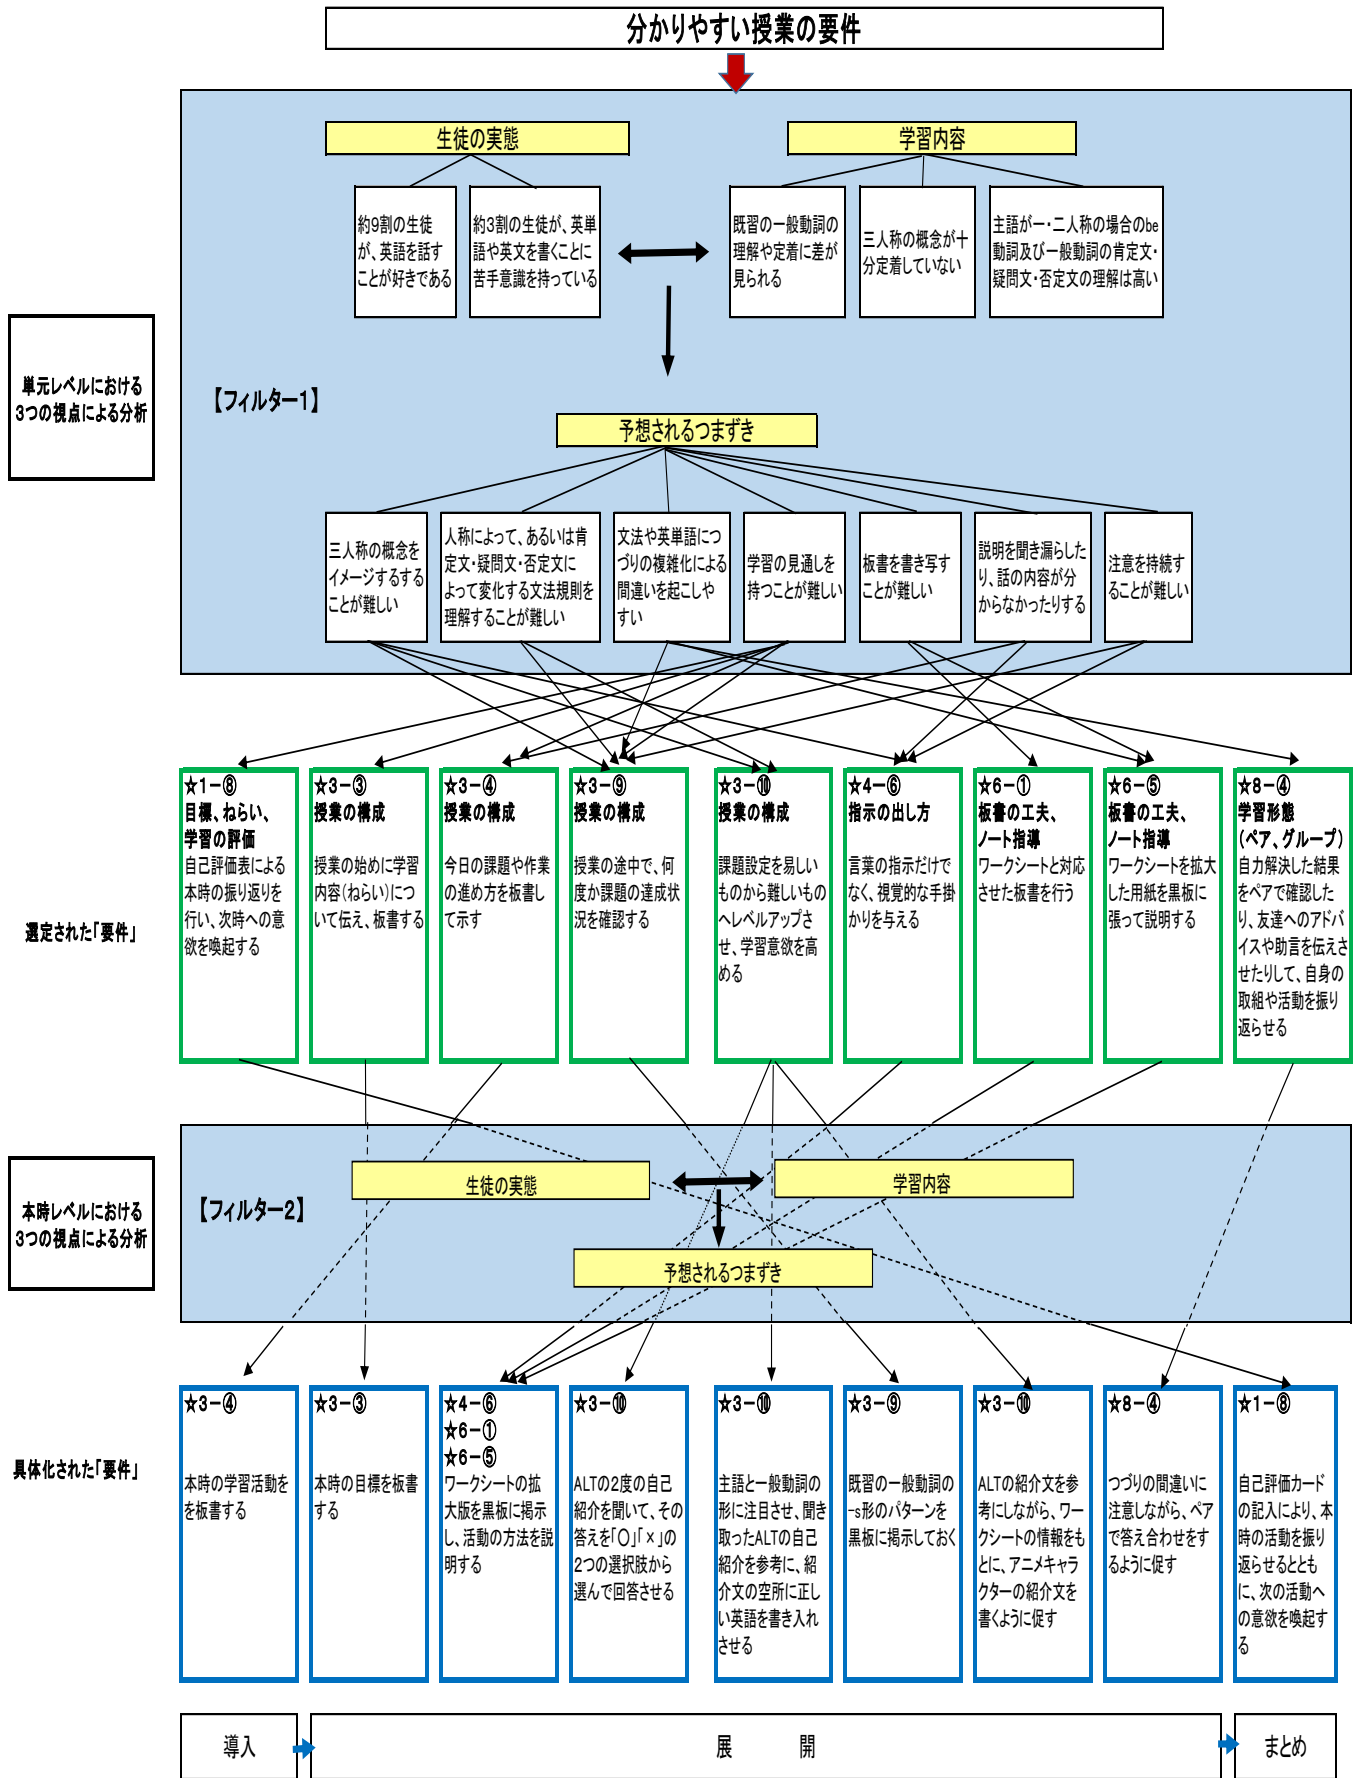 分かりやすい授業の要件
生徒の実態
学習内容
約9割の生徒
が、英語を話す
ことが好きである
約3割の生徒が、英単
語や英文を書くことに
苦手意識を持っている
既習の一般動詞の
理解や定着に差が
見られる
三人称の概念が十
分定着していない
主語が一・二人称の場合のbe
動詞及び一般動詞の肯定文・
疑問文・否定文の理解は高い
単元レベルにおける
3つの視点による分析
【フィルター1】
予想されるつまずき
三人称の概念を
イメージするする
ことが難しい
人称によって、あるいは肯
定文・疑問文・否定文に
よって変化する文法規則を
理解することが難しい
文法や英単語につ
づりの複雑化による
間違いを起こしや
すい
学習の見通しを
持つことが難しい
板書を書き写す
ことが難しい
説明を聞き漏らした
り、話の内容が分
からなかったりする
注意を持続す
ることが難しい
選定された「要件」
☆1-⑧
目標、ねらい、
学習の評価
自己評価表による
本時の振り返りを
行い、次時への意
欲を喚起する
☆3-③
授業の構成
授業の始めに学習
内容(ねらい)につ
いて伝え、板書する
☆3-④
授業の構成
今日の課題や作業
の進め方を板書し
て示す
☆3-⑨
授業の構成
授業の途中で、何
度か課題の達成状
況を確認する
☆3-⑩
授業の構成
課題設定を易しい
ものから難しいもの
へレベルアップさ
せ、学習意欲を高
める
☆4-⑥
指示の出し方
言葉の指示だけで
なく、視覚的な手掛
かりを与える
☆6-①
板書の工夫、
ノート指導
ワークシートと対応
させた板書を行う
☆6-⑤
板書の工夫、
ノート指導
ワークシートを拡大
した用紙を黒板に
張って説明する
☆8-④
学習形態
(ペア、グループ)
自力解決した結果
をペアで確認した
り、友達へのアドバ
イスや助言を伝えさ
せたりして、自身の
取組や活動を振り
返らせる
本時レベルにおける
3つの視点による分析
【フィルター2】
生徒の実態
学習内容
予想されるつまずき
具体化された「要件」
☆3-④
本時の学習活動を
を板書する
☆3-③
本時の目標を板書
する
☆4-⑥
☆6-①
☆6-⑤
ワークシートの拡
大版を黒板に掲示
し、活動の方法を説
明する
☆3-⑩
ALTの2度の自己
紹介を聞いて、その
答えを「○」「×」の
2つの選択肢から
選んで回答させる
☆3-⑩
主語と一般動詞の
形に注目させ、聞き
取ったALTの自己
紹介を参考に、紹
介文の空所に正し
い英語を書き入れ
させる
☆3-⑨
既習の一般動詞の
-s形のパターンを
黒板に掲示しておく
☆3-⑩
ALTの紹介文を参
考にしながら、ワー
クシートの情報をも
とに、アニメキャラ
クターの紹介文を
書くように促す
☆8-④
つづりの間違いに
注意しながら、ペア
で答え合わせをす
るように促す
☆1-⑧
自己評価カード
の記入により、本
時の活動を振り
返らせるととも
に、次の活動へ
の意欲を喚起す
る
導入
展 開
まとめ